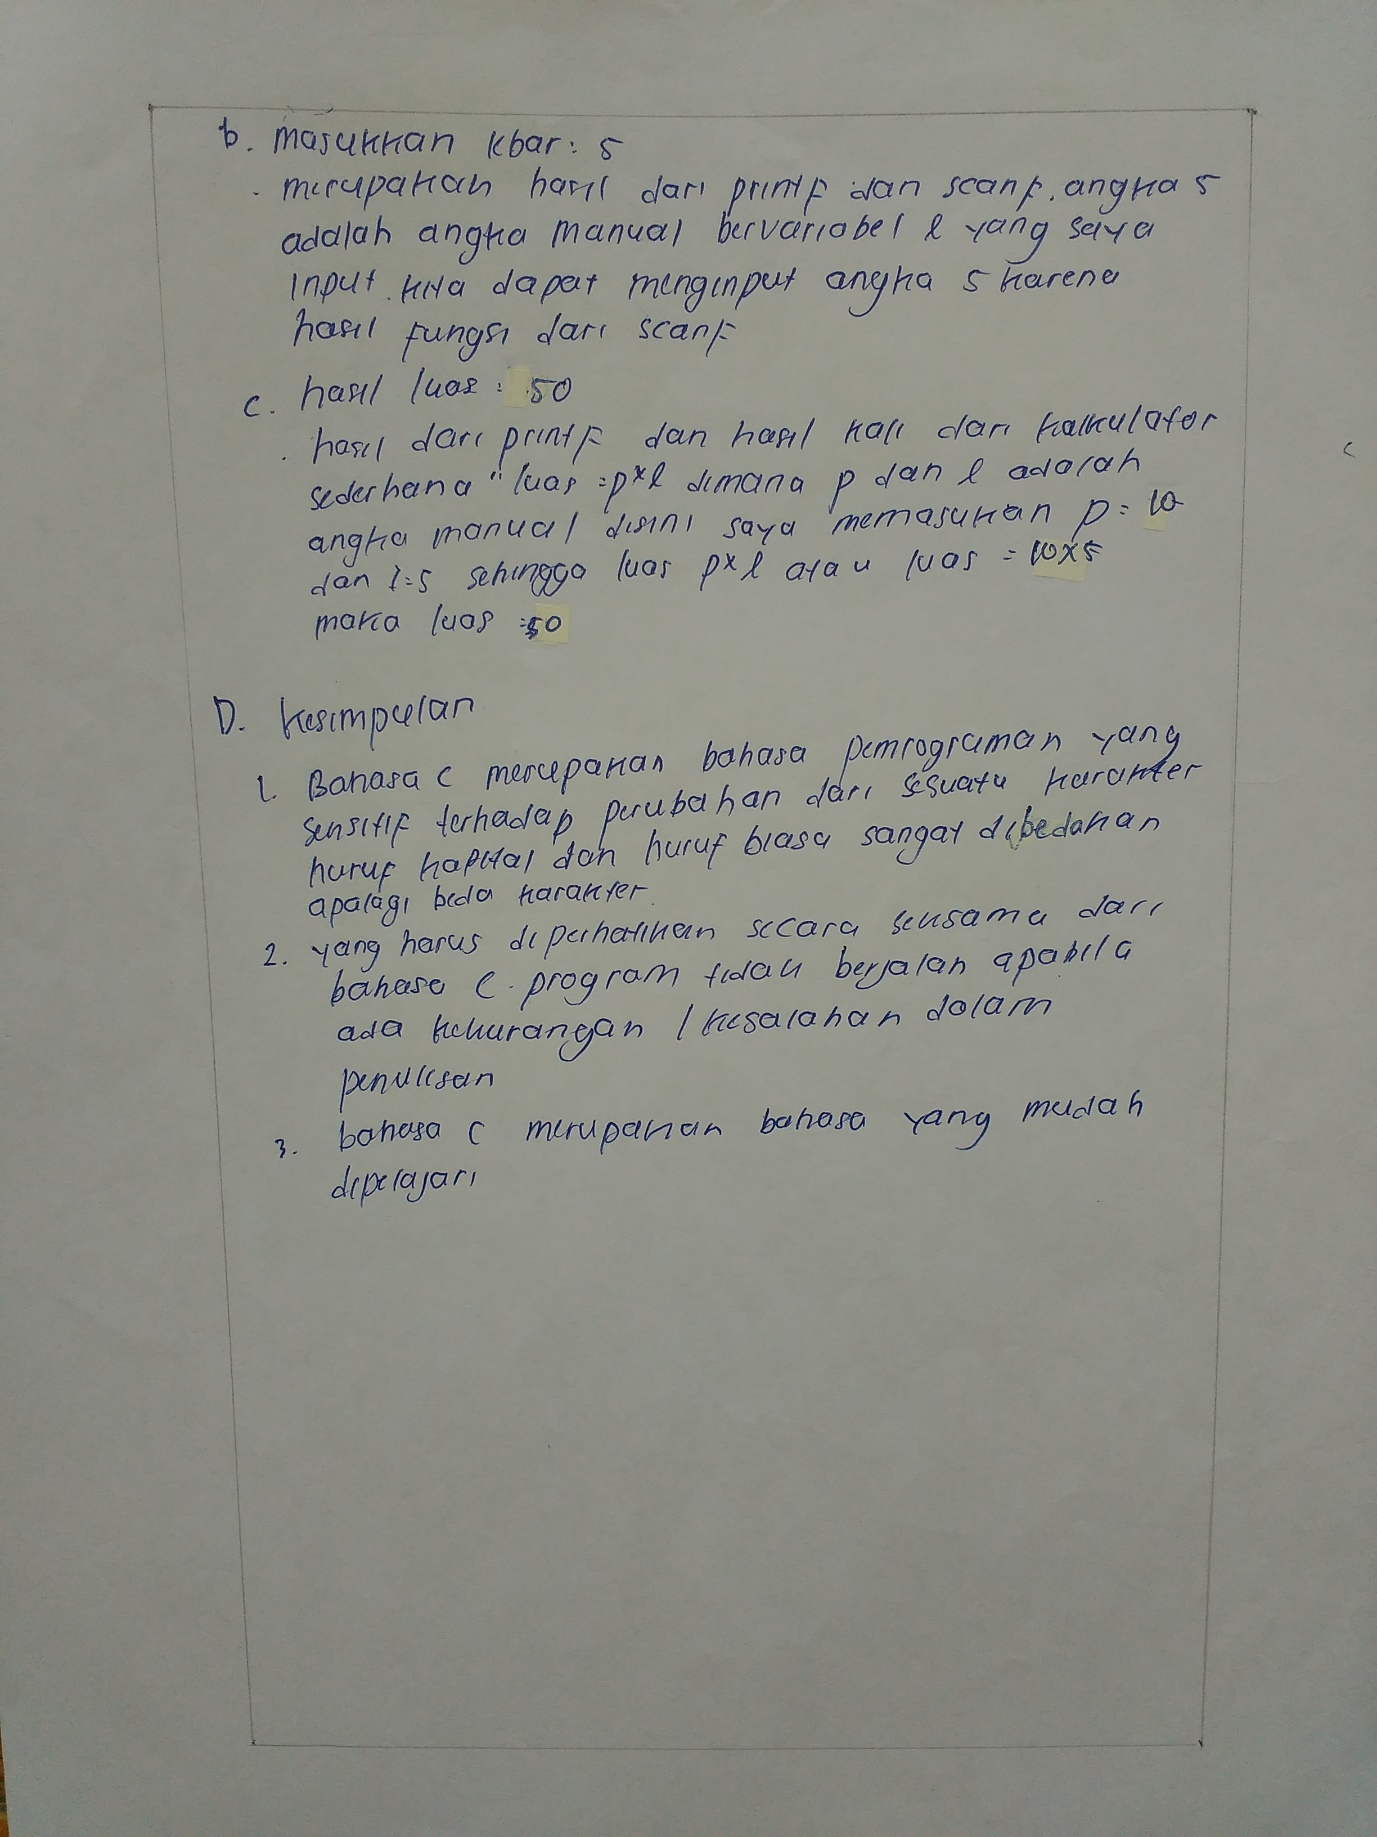 b. masukkan lebar : 5
. merupakan hasil dari printf dan scanf. angka 5
adalah angka manual bervariabel l yang saya
input. kita dapat menginput angka 5 karena
hasil fungsi dari scanf
c. hasil luas : 50
. hasil dari printf dan hasil kali dari kalkulator
sederhana " luas = p x l dimana p dan l adalah
angka manual disini saya memasukan p = 10
dan l = 5 sehingga luas p x l atau luas = 10 x 5
maka luas = 50
D. Kesimpulan
1. Bahasa C merupakan bahasa pemrograman yang
sensitif terhadap perubahan dari sesuatu karakter
huruf kapital dan huruf biasa sangat dibedakan
apalagi beda karakter.
2. yang harus diperhatikan secara seksama dari
bahasa C. program tidak berjalan apabila
ada kekurangan / kesalahan dalam
penulisan
3. bahasa C merupakan bahasa yang mudah
dipelajari